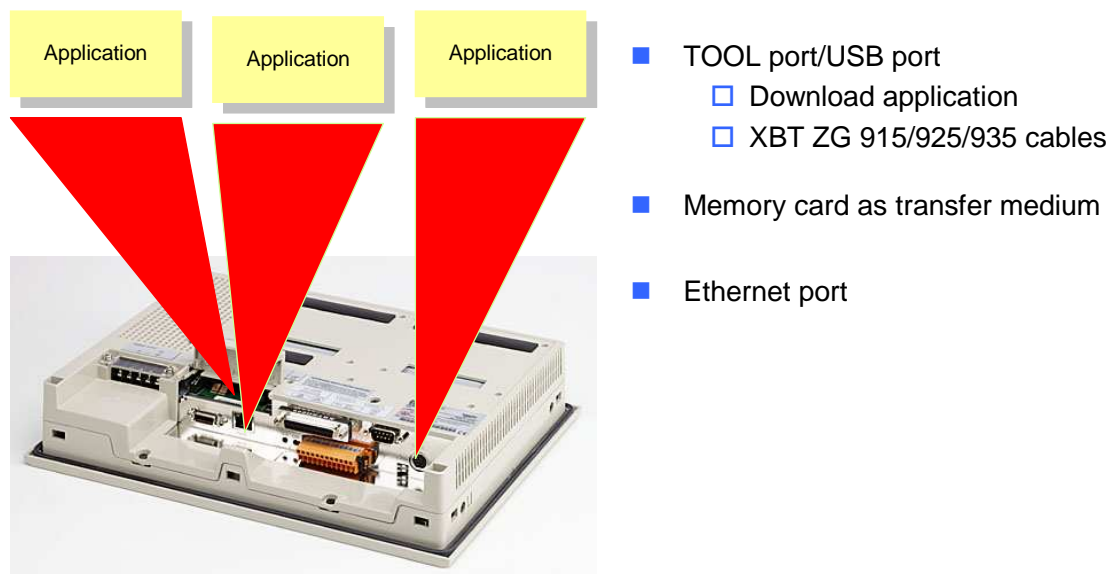 Application
Application
Application
TOOL port/USB port
Download application
XBT ZG 915/925/935 cables
Memory card as transfer medium
Ethernet port